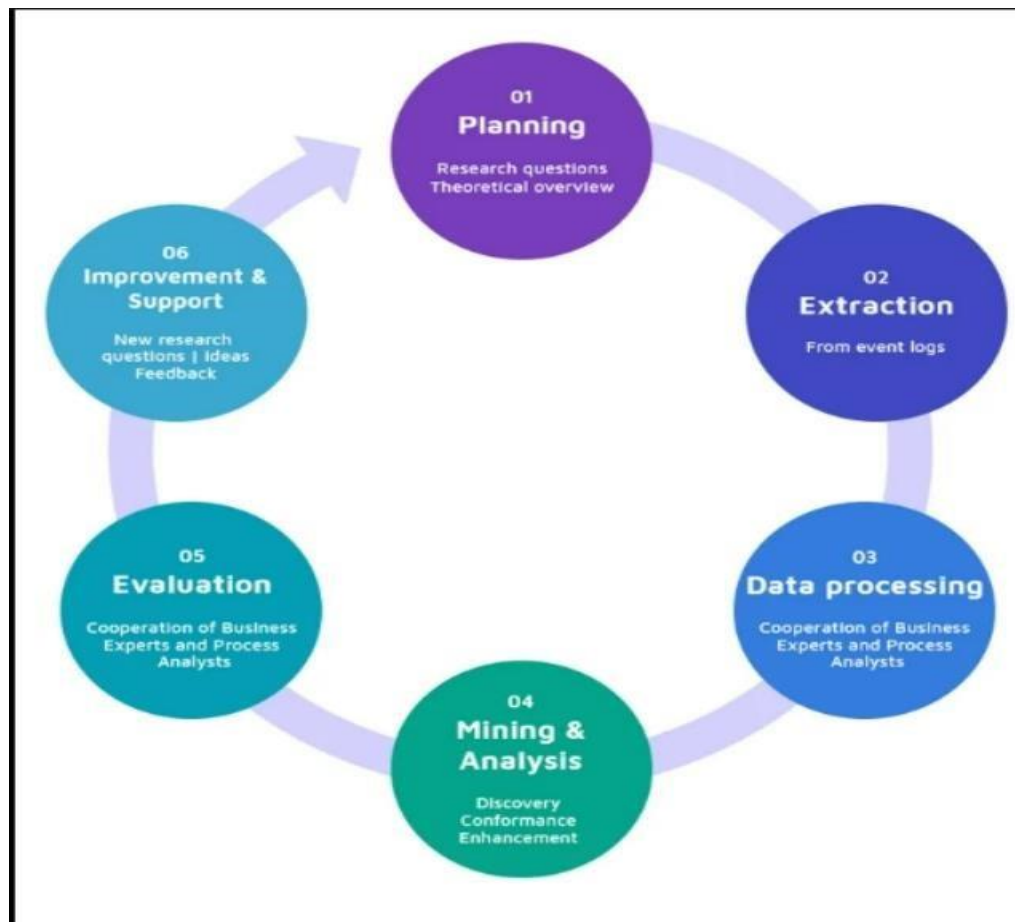 01
Planning
Research questions
Theoretical overview
02
Extraction
From event logs
03
Data processing
Cooperation of Business
Experts and Process
Analysts
04
Mining &
Analysis
Discovery
Conformance
Enhancement
05
Evaluation
Cooperation of Business
Experts and Process
Analysts
06
Improvement &
Support
New research
questions | Ideas
Feedback